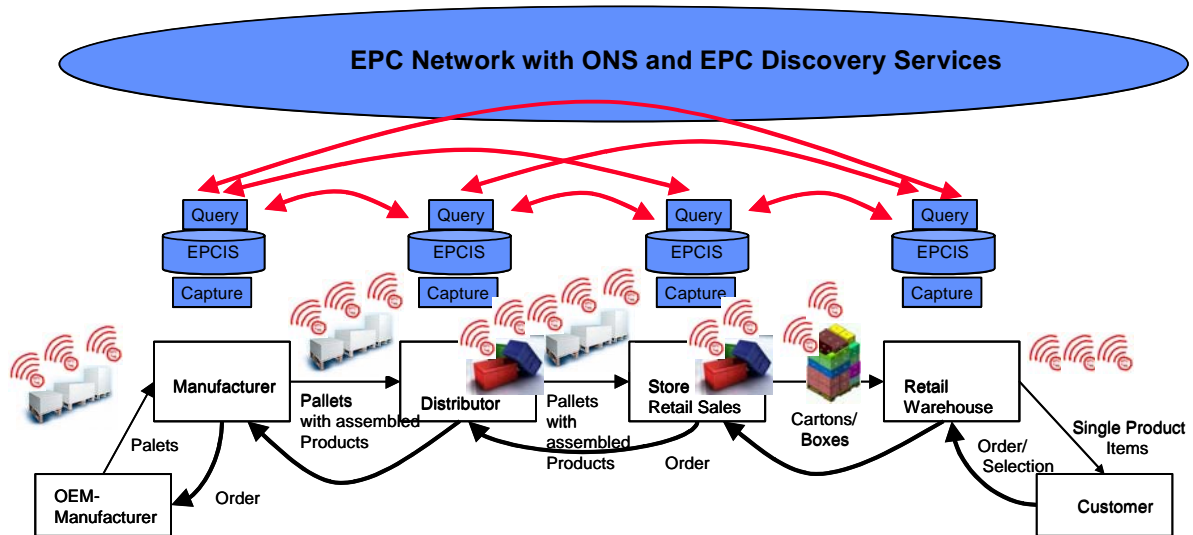 EPC Network with ONS and EPC Discovery Services
Query
Query
Query
Query
EPCIS
EPCIS
EPCIS
EPCIS
Capture
Capture
Capture
Capture
Manufacturer
Pallets
with assembled
Products
Distributor
Pallets
with
assembled
Products
Store
Retail Sales
Cartons/
Boxes
Retail
Warehouse
Single Product
Items
Palets
Order
Order
Order/
Selection
OEM-
Manufacturer
Customer